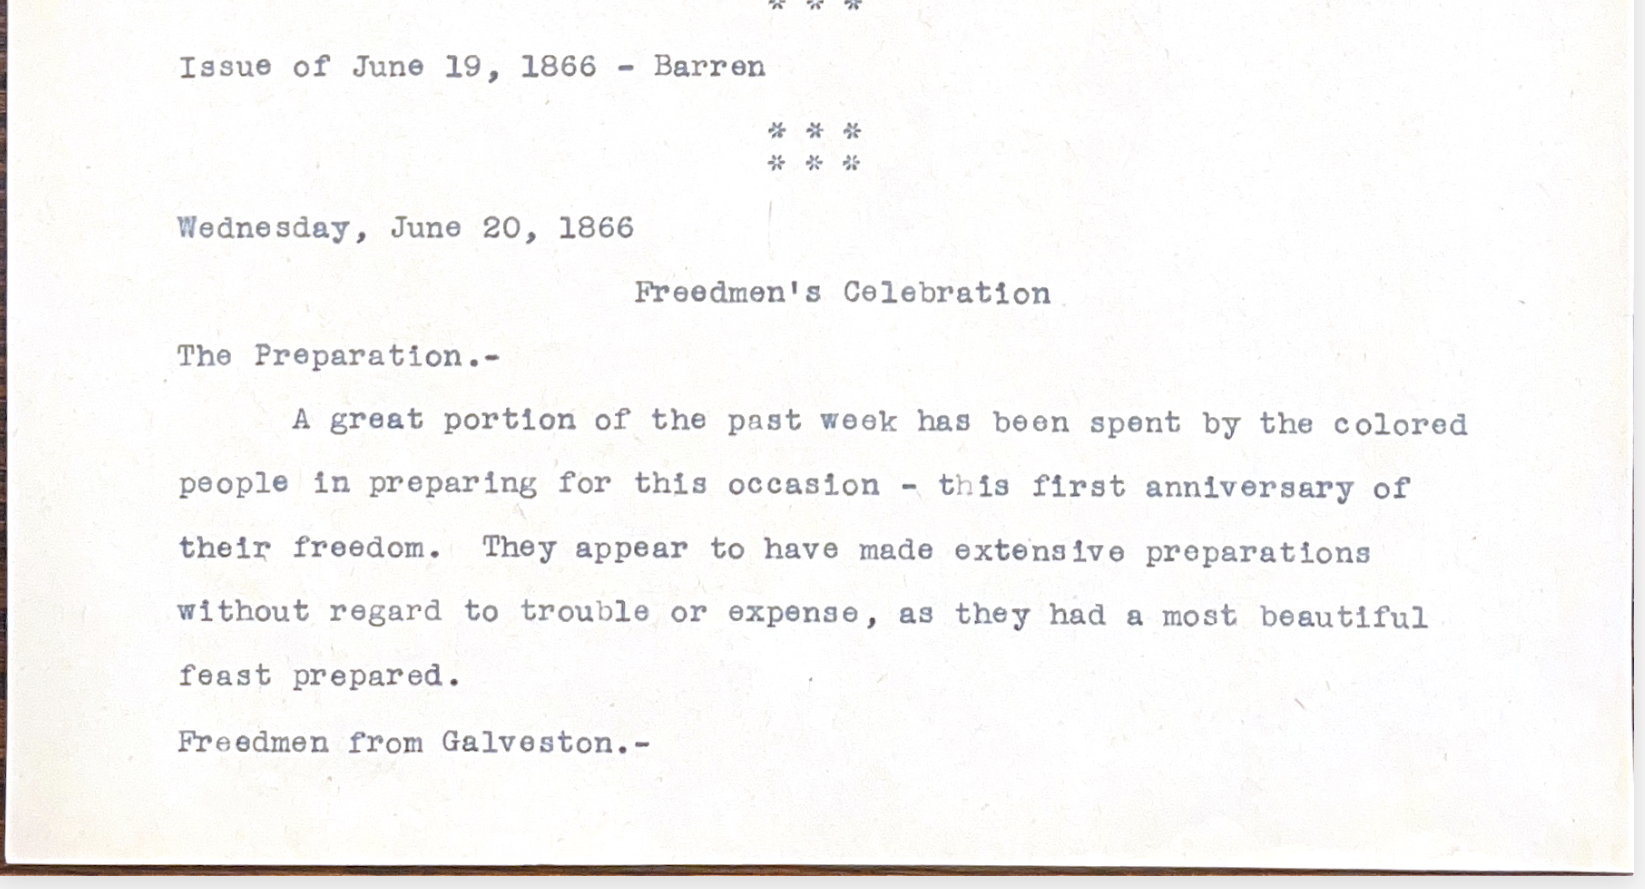 * * *
Issue of June 19, 1866 - Barren
* * *
* * *
Wednesday, June 20, 1866
Freedmen's Celebration
The Preparation.-
A great portion of the past week has been spent by the colored
people in preparing for this occasion - this first anniversary of
their freedom. They appear to have made extensive preparations
without regard to trouble or expense, as they had a most beautiful
feast prepared.
Freedmen from Galveston.-